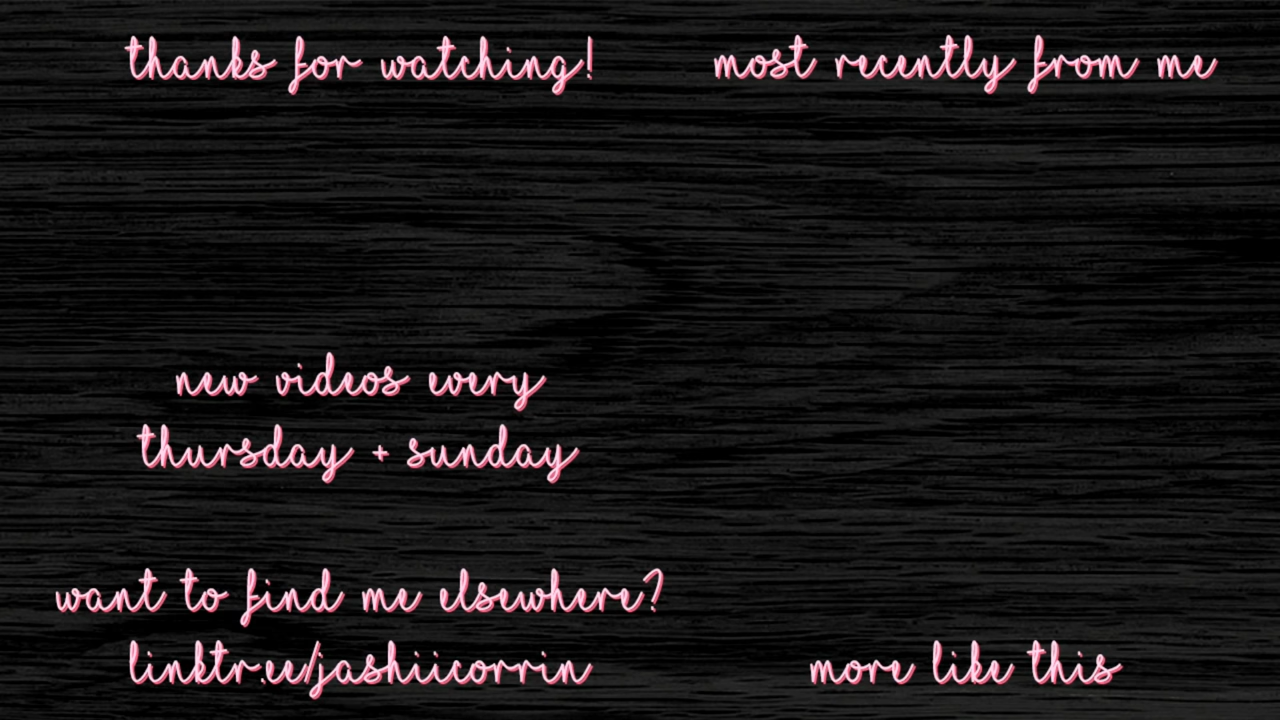 thanks for watching!
most recently from me
new videos every
thursday + sunday
want to find me elsewhere?
linktr.ee/jashiicorrin
more like this